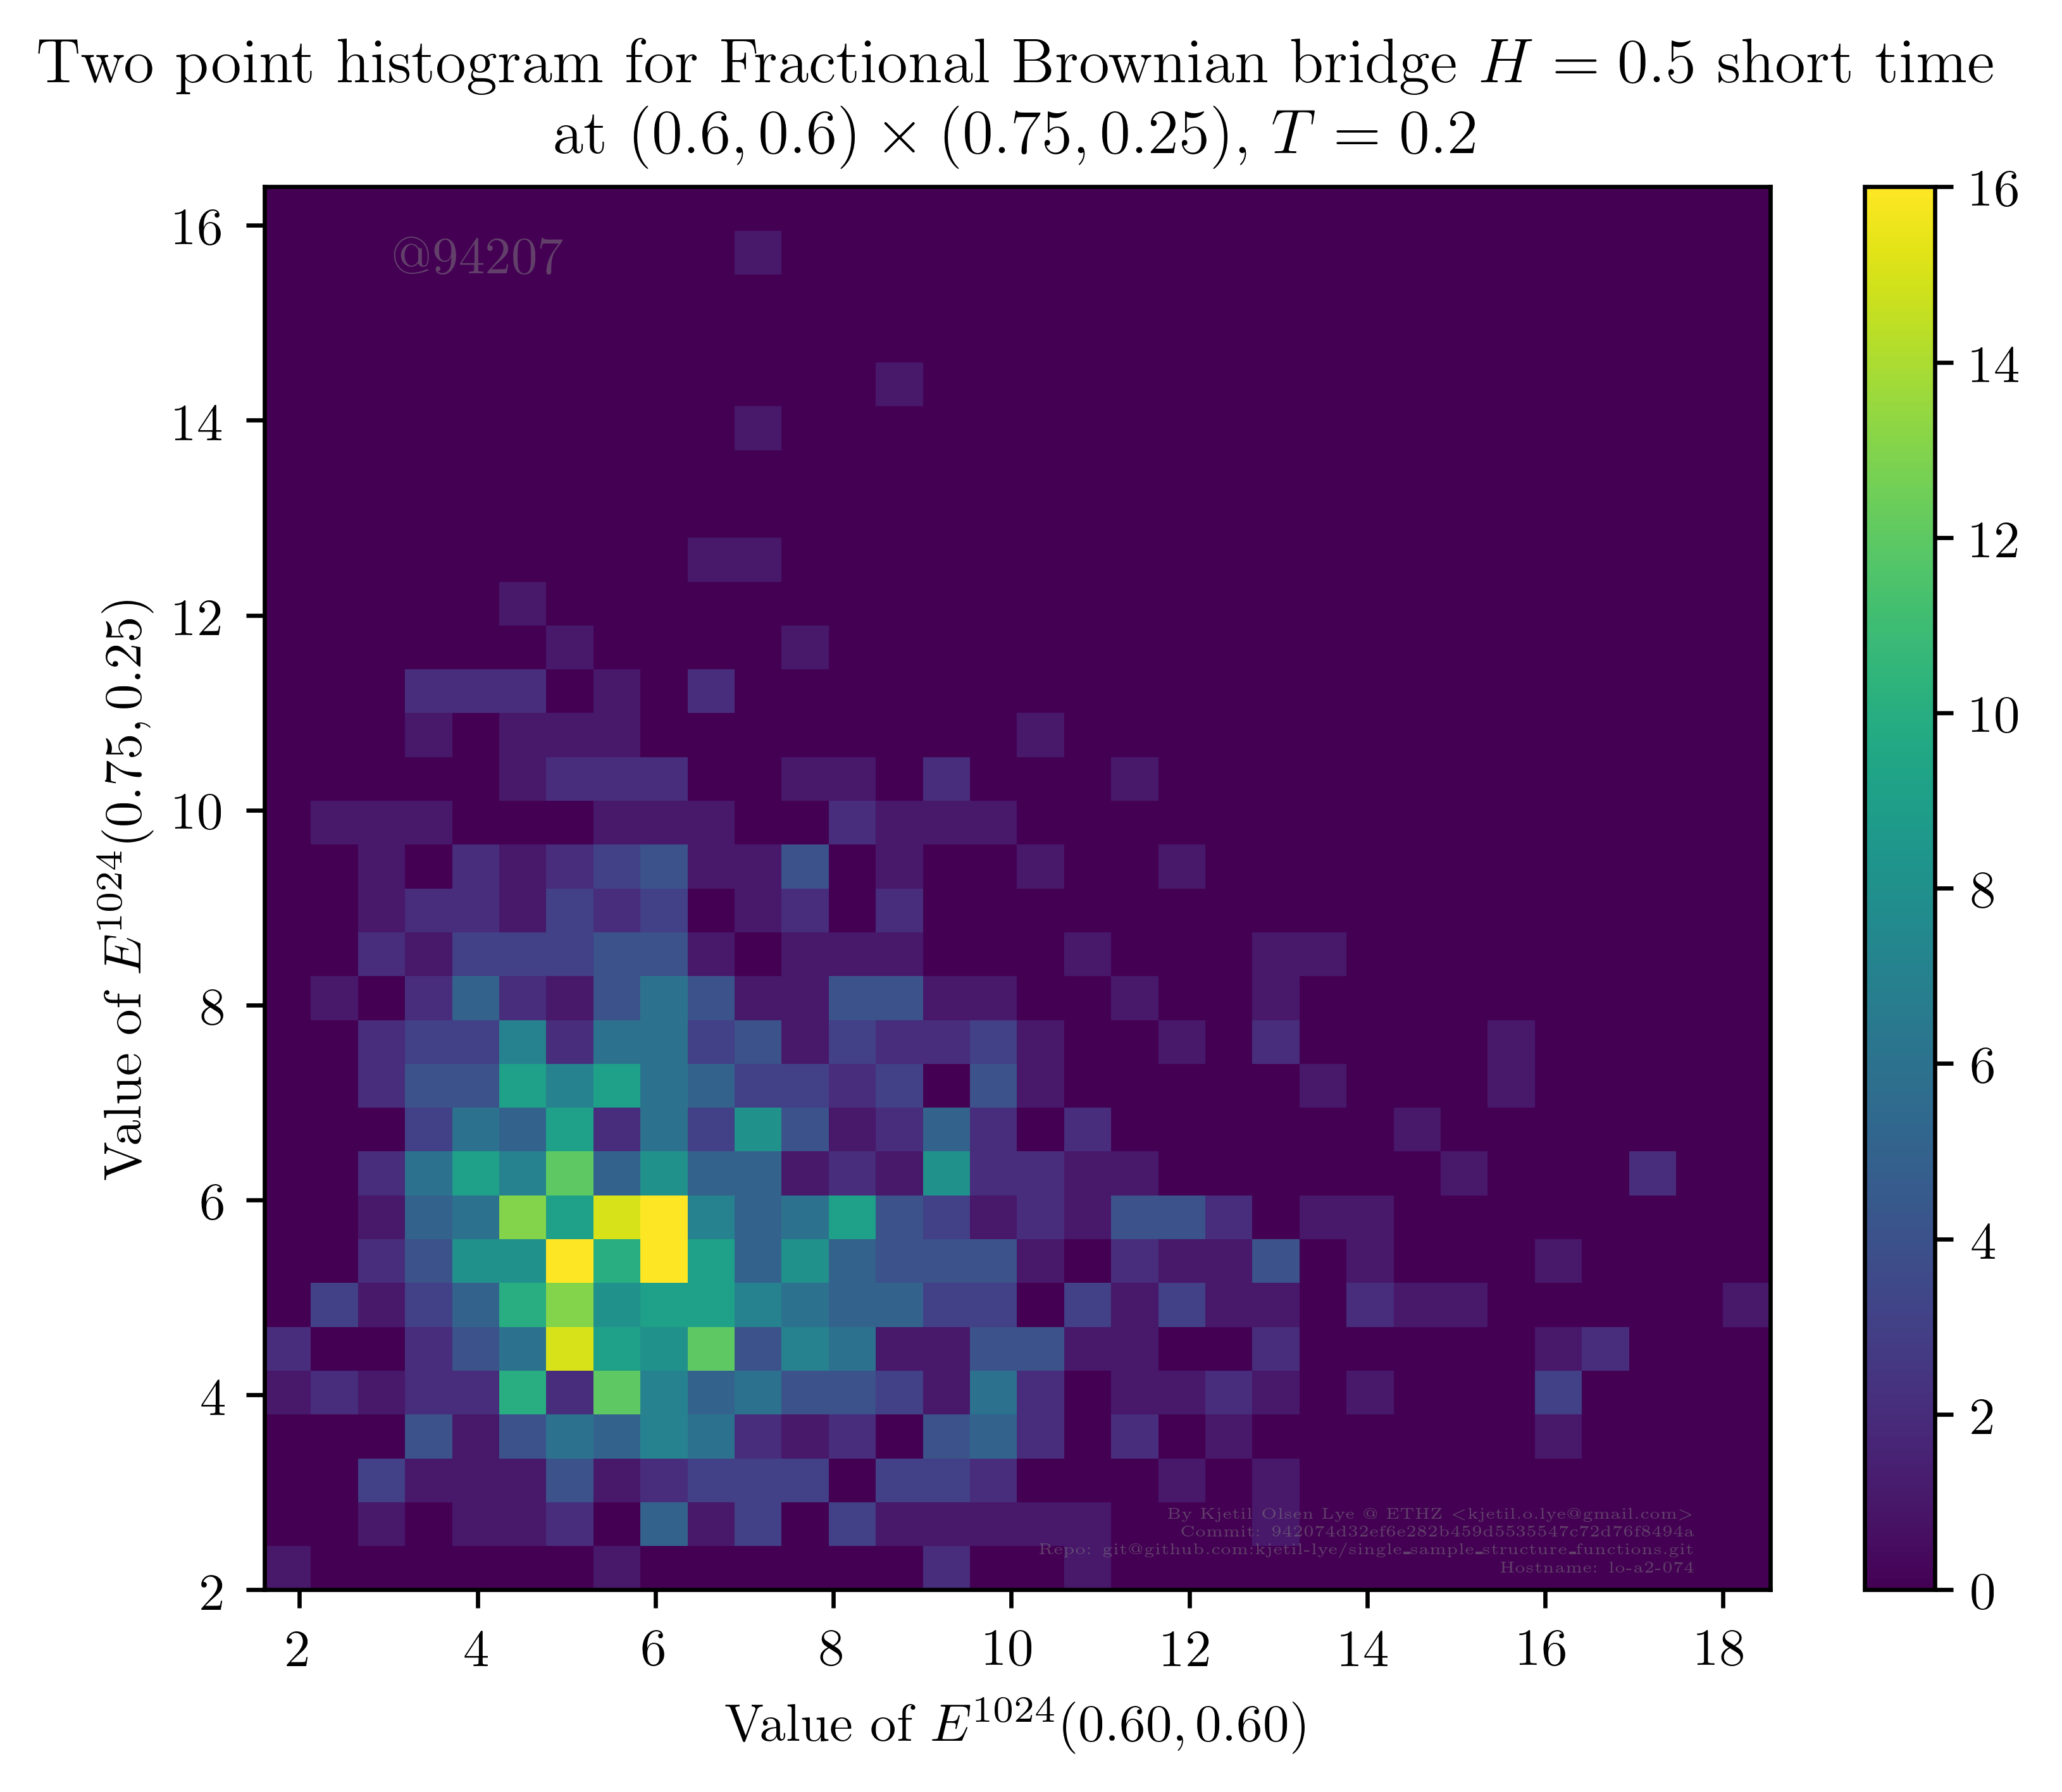 Two point histogram for Fractional Brownian bridge H = 0.5 short time
at (0.6, 0.6) × (0.75, 0.25), T = 0.2
@94207
16
14
12
10
8
6
4
2
Value of E^1024(0.75, 0.25)
2 4 6 8 10 12 14 16 18
Value of E^1024(0.60, 0.60)
16
14
12
10
8
6
4
2
0
By Kjetil Olsen Lye @ ETHZ <kjetil.o.lye@gmail.com>
Commit: 942074d32ef6e282b459d5535547c72d76f8494a
Repo: git@github.com:kjetil-lye/single_sample_structure_functions.git
Hostname: lo-a2-074